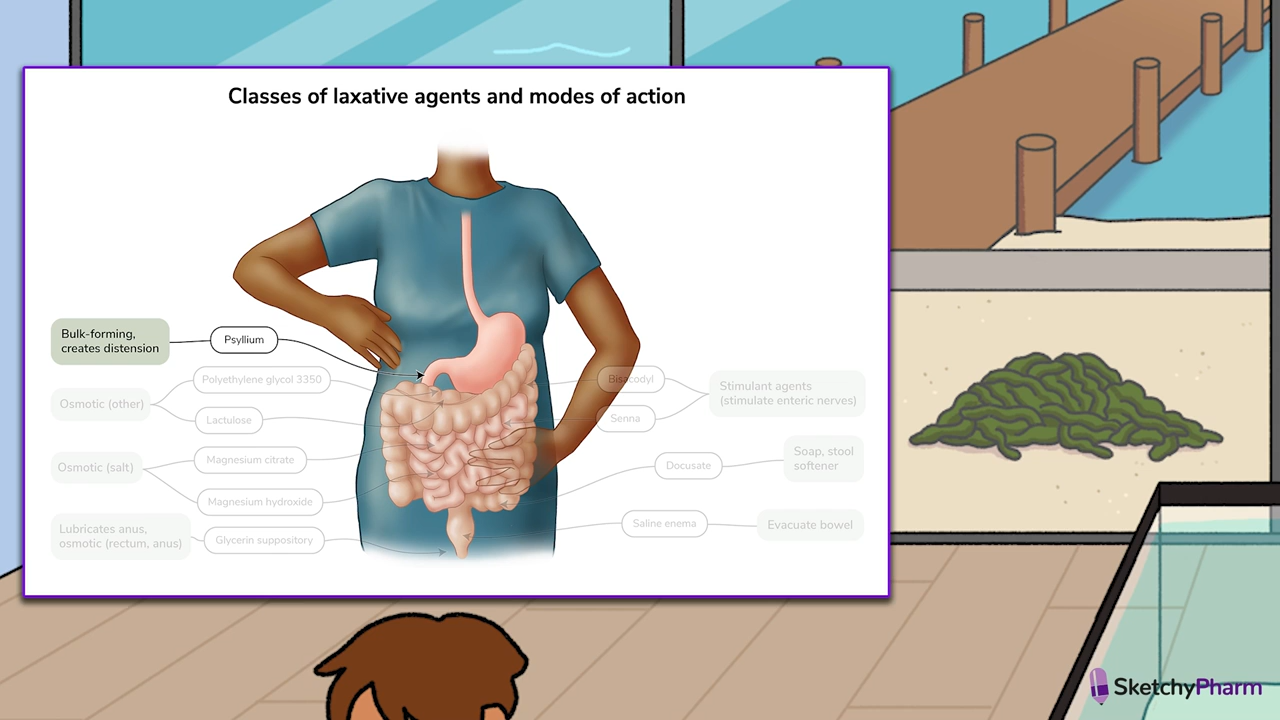 Classes of laxative agents and modes of action
Bulk-forming,
creates distension
Psyllium
Osmotic (other)
Polyethylene glycol 3350
Lactulose
Osmotic (salt)
Magnesium citrate
Magnesium hydroxide
Lubricates anus,
osmotic (rectum, anus)
Glycerin suppository
Bisacodyl
Senna
Stimulant agents
(stimulate enteric nerves)
Docusate
Soap, stool
softener
Saline enema
Evacuate bowel
SketchyPharm